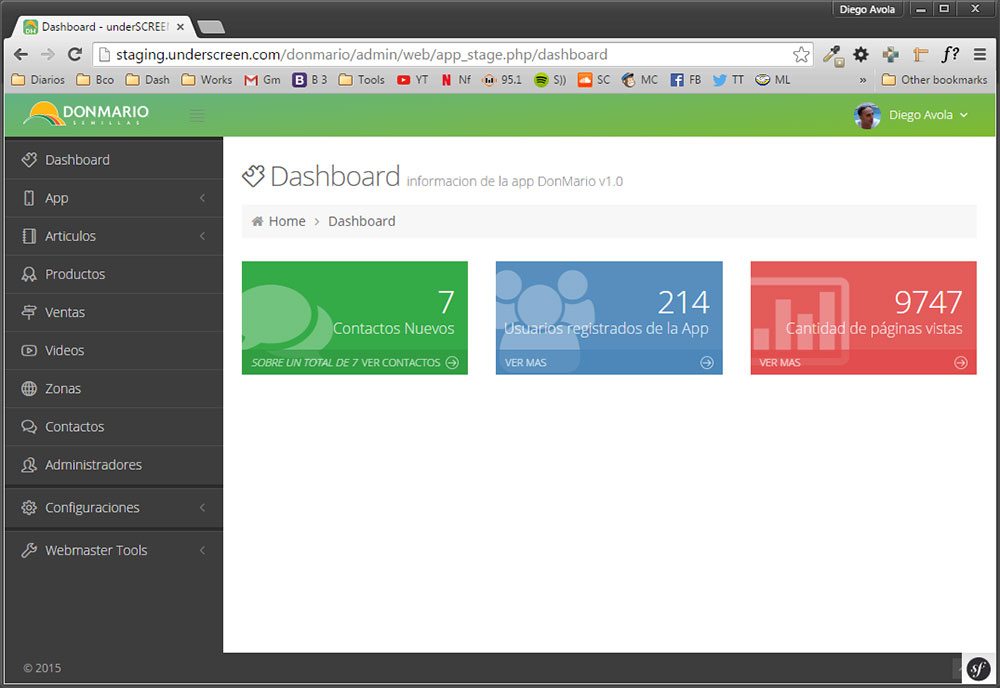 Diego Avola
Dashboard - underSCREE
staging.underscreen.com/donmario/admin/web/app_stage.php/dashboard
f?
Diarios Bco Dash Works Gm B B 3 Tools YT N Nf 95.1 S)) SC MC FB TT ML » Other bookmarks
DONMARIO
SEMILLAS
Diego Avola
Dashboard
App
Articulos
Productos
Ventas
Videos
Zonas
Contactos
Administradores
Configuraciones
Webmaster Tools
Dashboard informacion de la app DonMario v1.0
Home > Dashboard
7
Contactos Nuevos
SOBRE UN TOTAL DE 7 VER CONTACTOS
214
Usuarios registrados de la App
VER MAS
9747
Cantidad de páginas vistas
VER MAS
© 2015
sf